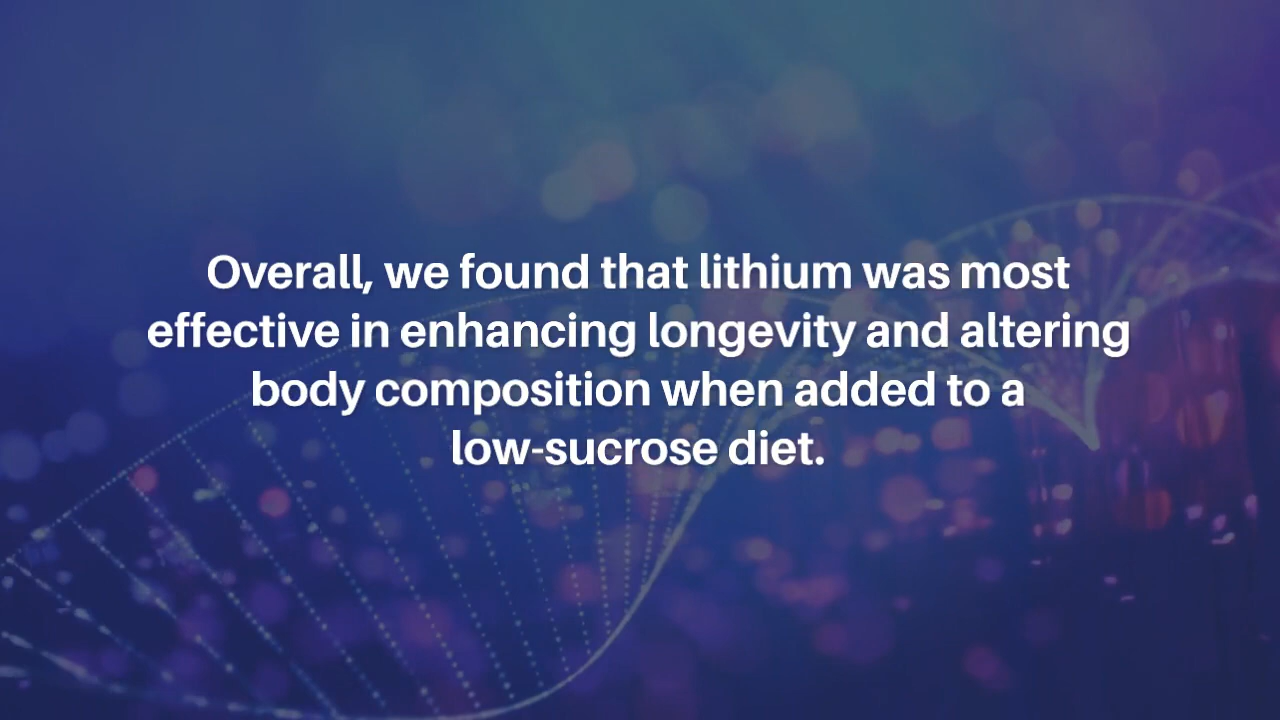 Overall, we found that lithium was most
effective in enhancing longevity and altering
body composition when added to a
low-sucrose diet.